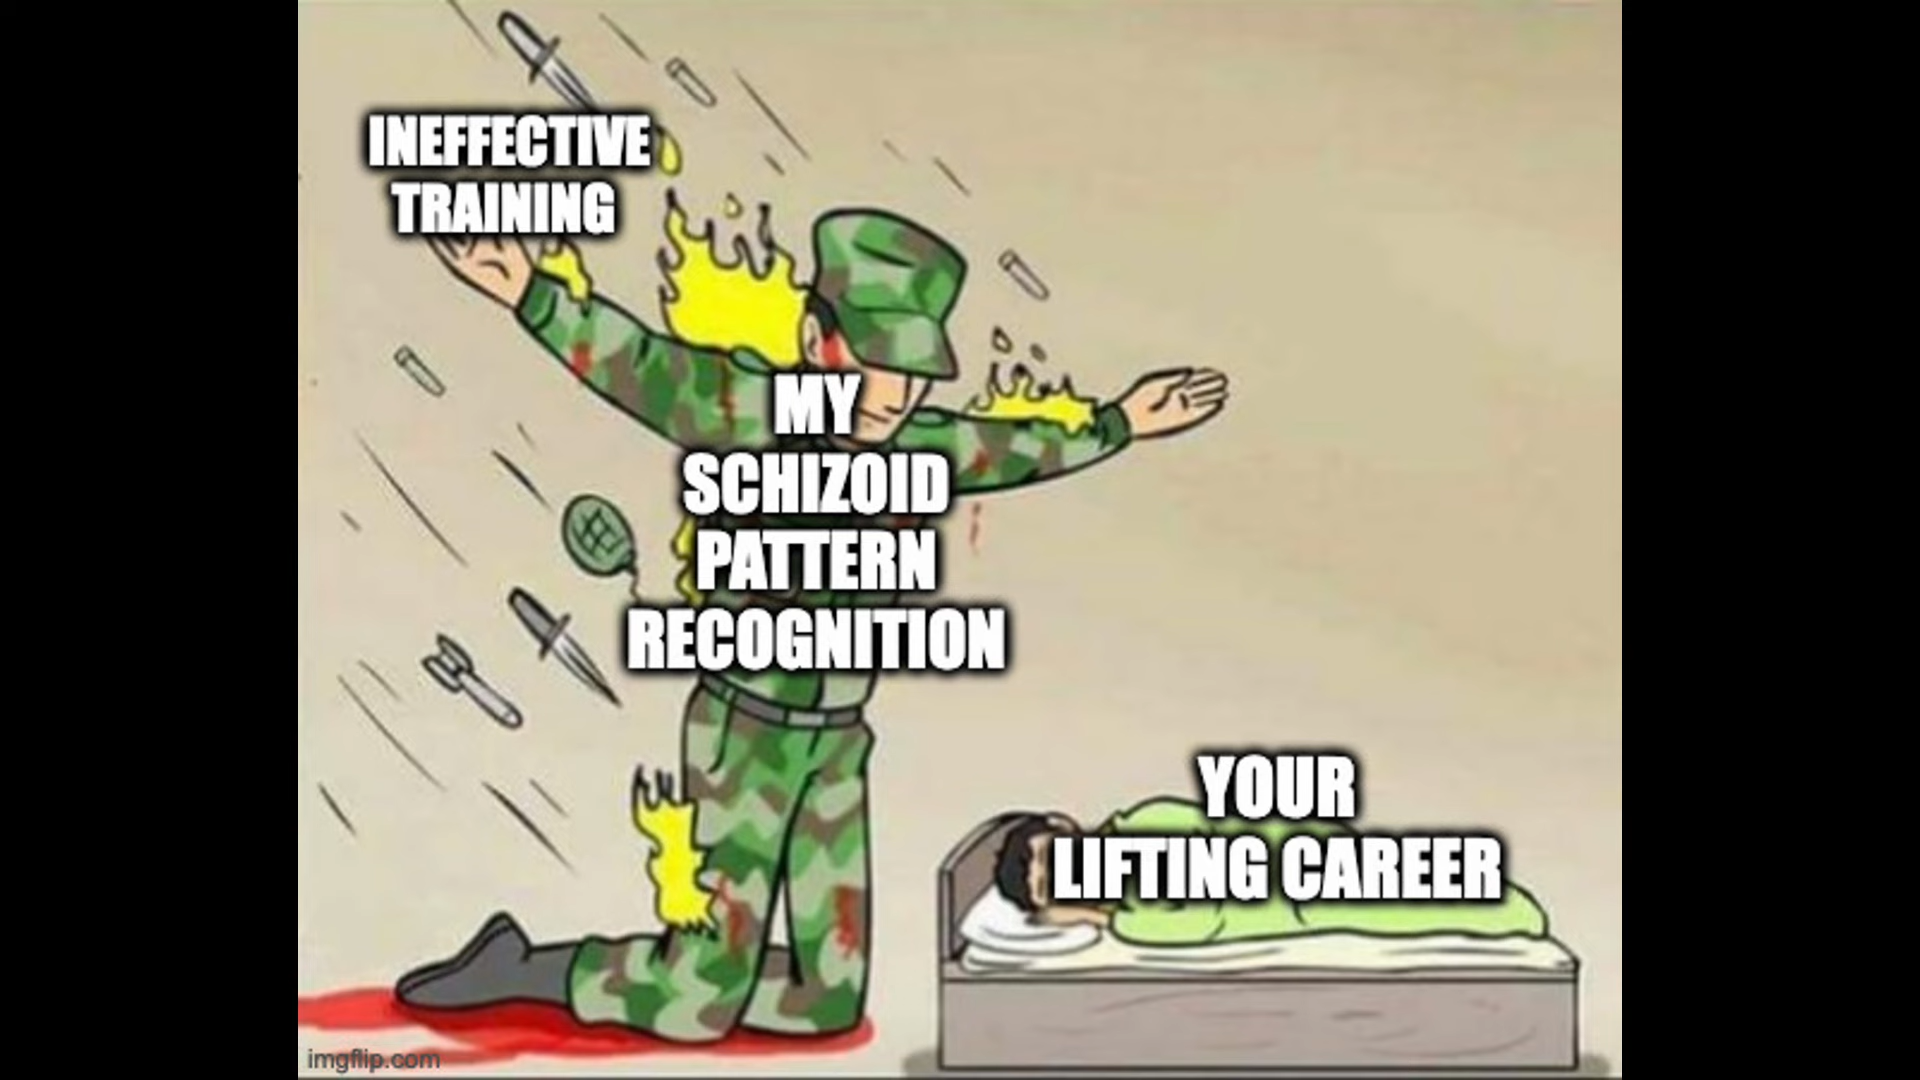 INEFFECTIVE
TRAINING
MY
SCHIZOID
PATTERN
RECOGNITION
YOUR
LIFTING CAREER
imgflip.com